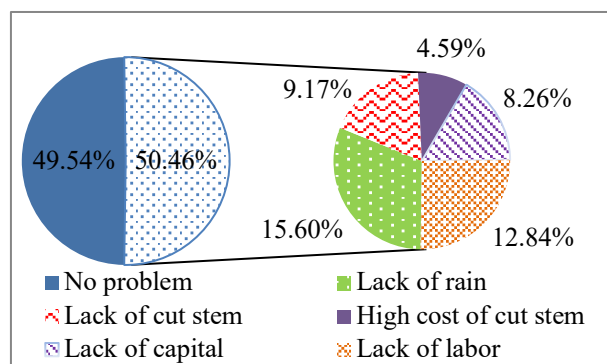 4.59%
9.17%
8.26%
49.54% 50.46%
15.60%
12.84%
No problem Lack of rain
Lack of cut stem High cost of cut stem
Lack of capital Lack of labor